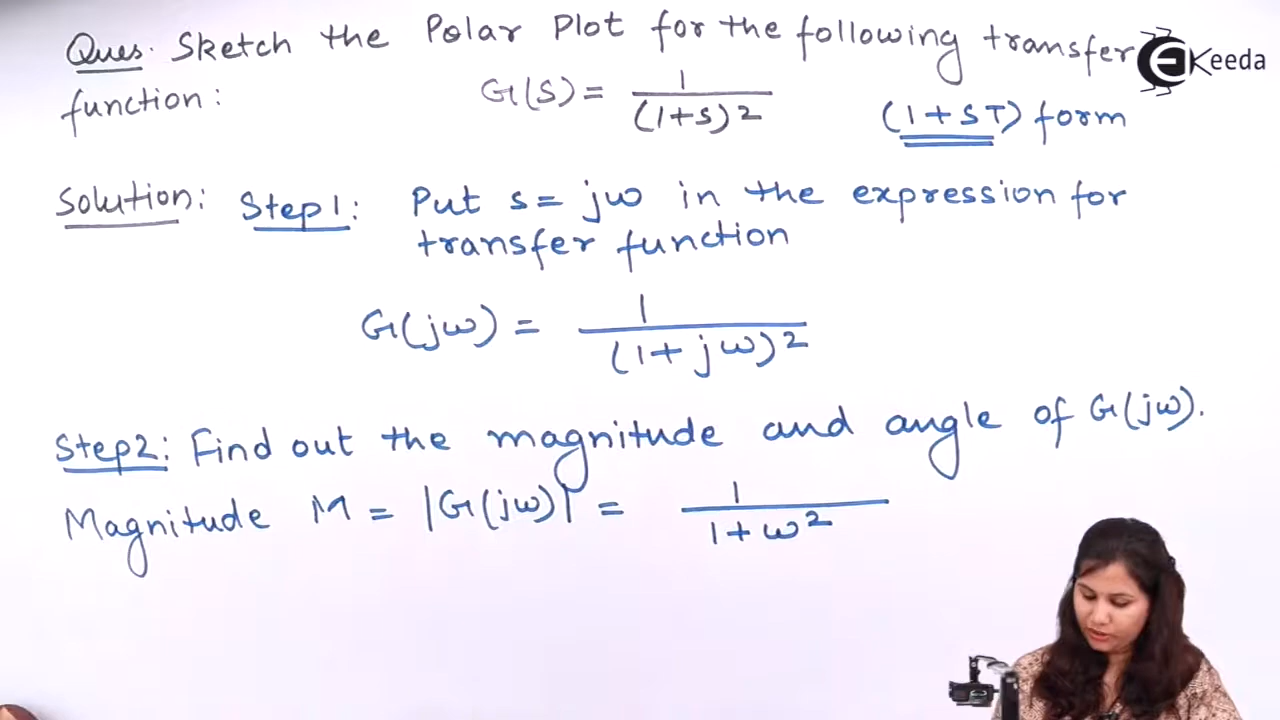 Ques. Sketch the Polar Plot for the following transfer
EKeeda
function: G(S) = 1/(1+s)2 (1+ST) form
Solution: Step1: Put s = jω in the expression for
transfer function
G(jω) = 1/(1+jω)2
Step2: Find out the magnitude and angle of G(jω).
Magnitude M = |G(jω)| = 1/1+ω2